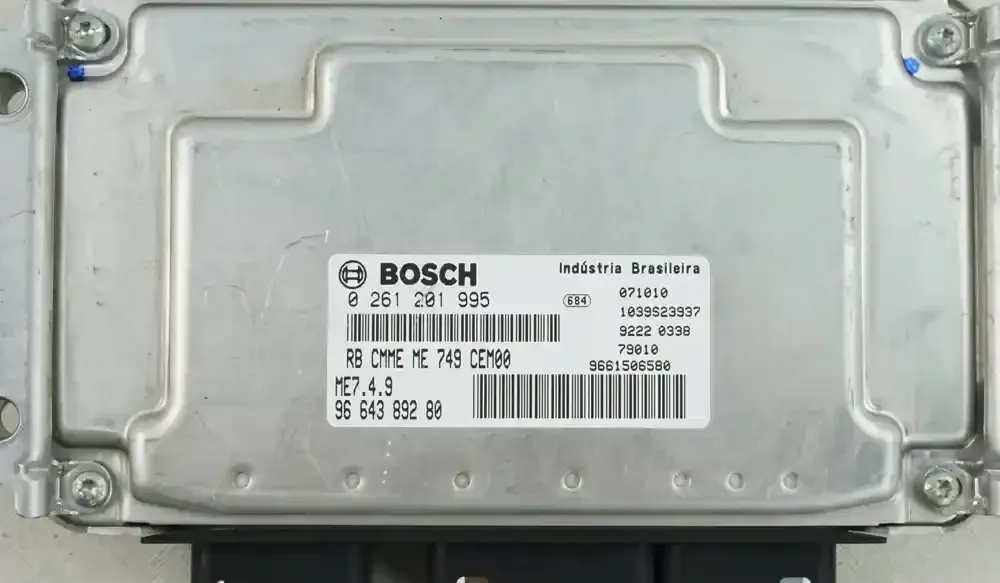 BOSCH
Indústria Brasileira
0 261 201 995
684
071010
1039S23937
9222 0338
79010
9661506580
RB CMME ME 749 CEM00
ME7.4.9
96 643 892 80